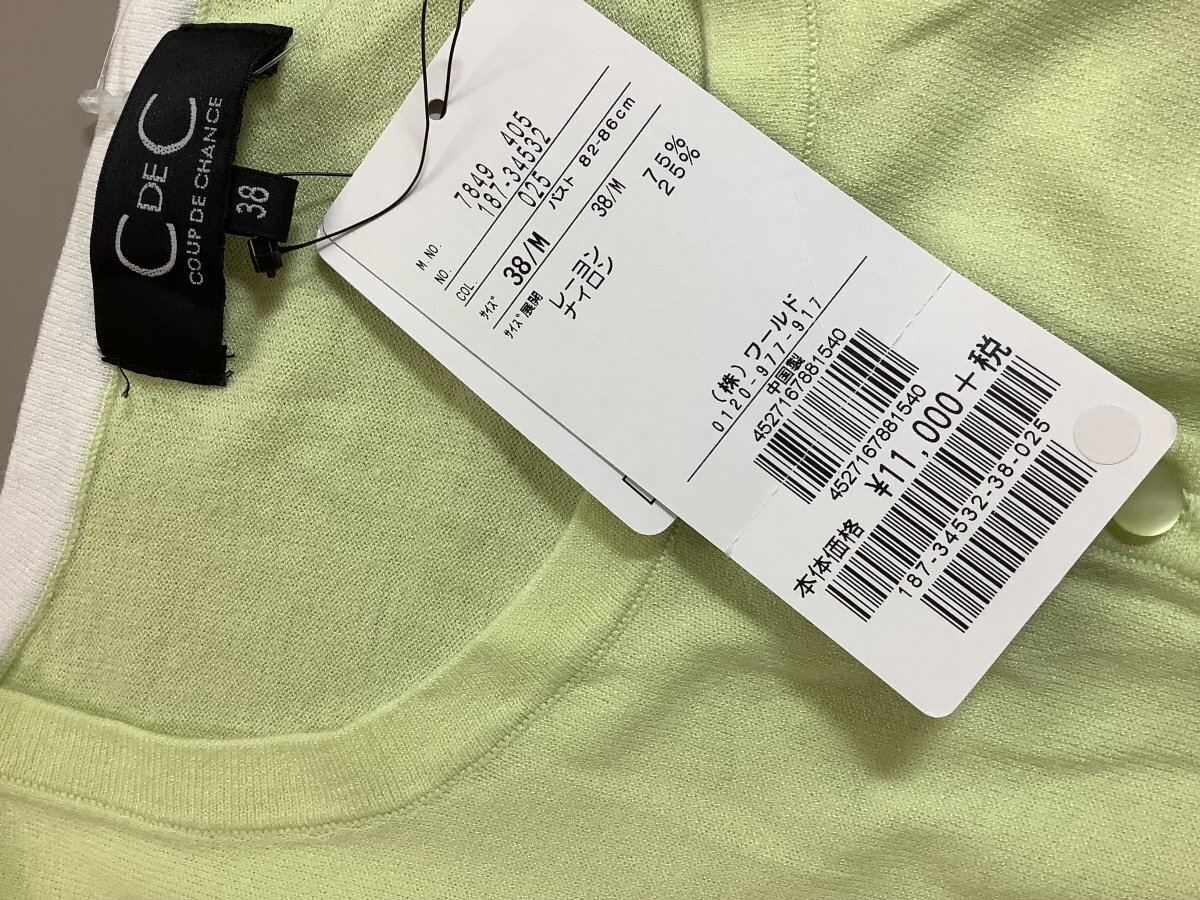 C DE C
COUP DE CHANCE
38
M.NO. 7849 405
NO. 187-34532
COL. 025
サイズ 38/M バスト 82-86cm
サイズ展開 38/M
レーヨン 75%
ナイロン 25%
(株)ワールド
0120-977-917
中国製
4527167881540
4527167881540
本体価格 ¥11,000+税
187-34532-38-025